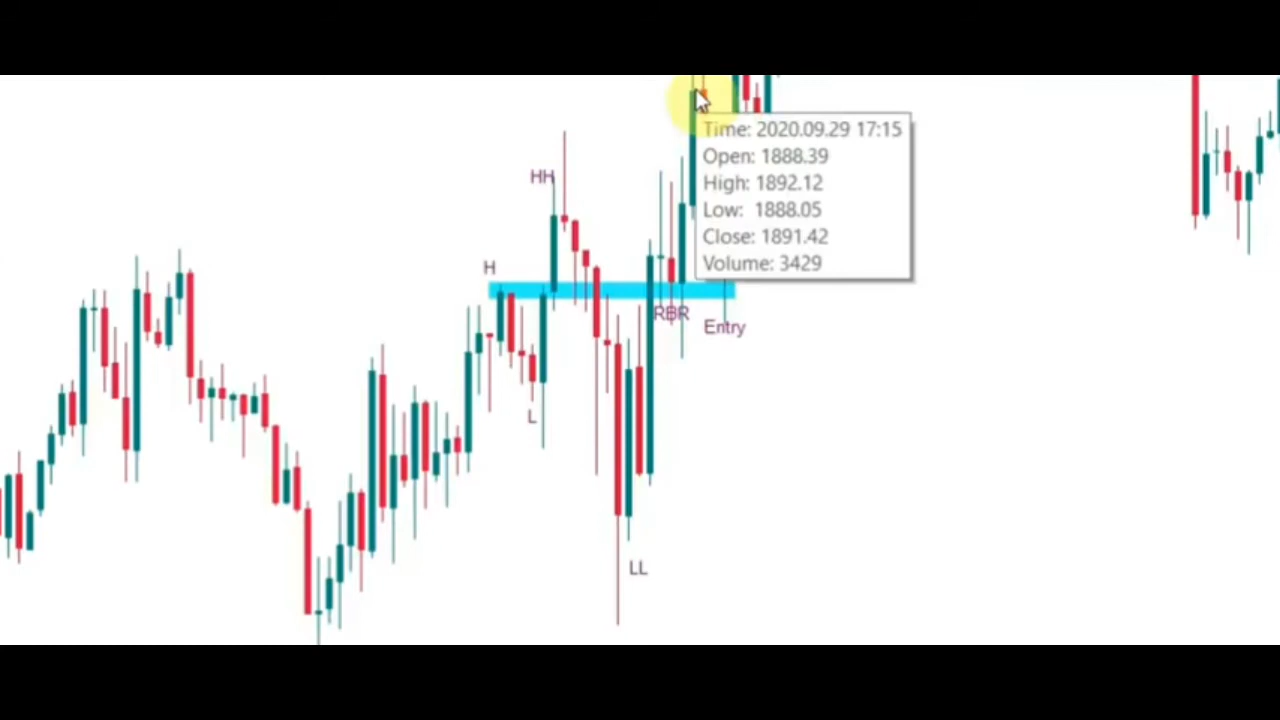 Time: 2020.09.29 17:15
Open: 1888.39
High: 1892.12
Low: 1888.05
Close: 1891.42
Volume: 3429
HH
H
RBR
Entry
L
LL